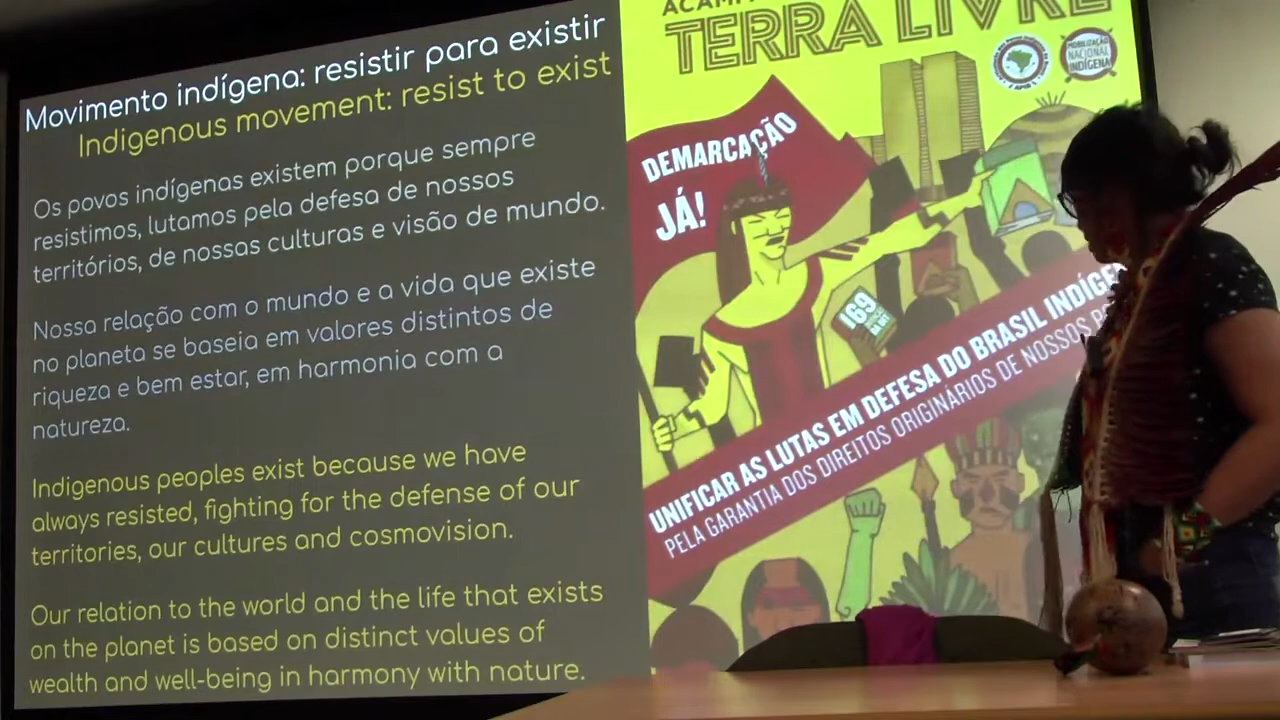 Movimento indígena: resistir para existir
Indigenous movement: resist to exist
Os povos indígenas existem porque sempre
resistimos, lutamos pela defesa de nossos
territórios, de nossas culturas e visão de mundo.
Nossa relação com o mundo e a vida que existe
no planeta se baseia em valores distintos de
riqueza e bem estar, em harmonia com a
natureza.
Indigenous peoples exist because we have
always resisted, fighting for the defense of our
territories, our cultures and cosmovision.
Our relation to the world and the life that exists
on the planet is based on distinct values of
wealth and well-being in harmony with nature.
TERRA LIVRE
MOBILIZAÇÃO
NACIONAL
INDÍGENA
DEMARCAÇÃO
JÁ!
169
DA OIT
UNIFICAR AS LUTAS EM DEFESA DO BRASIL
PELA GARANTIA DOS DIREITOS ORIGINÁRIOS DE NOSSOS